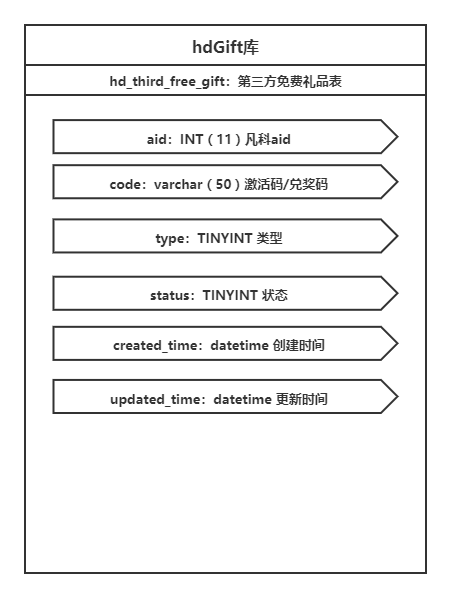 hdGift库
hd_third_free_gift：第三方免费礼品表
aid：INT（11）凡科aid
code：varchar（50）激活码/兑奖码
type：TINYINT 类型
status：TINYINT 状态
created_time：datetime 创建时间
updated_time：datetime 更新时间